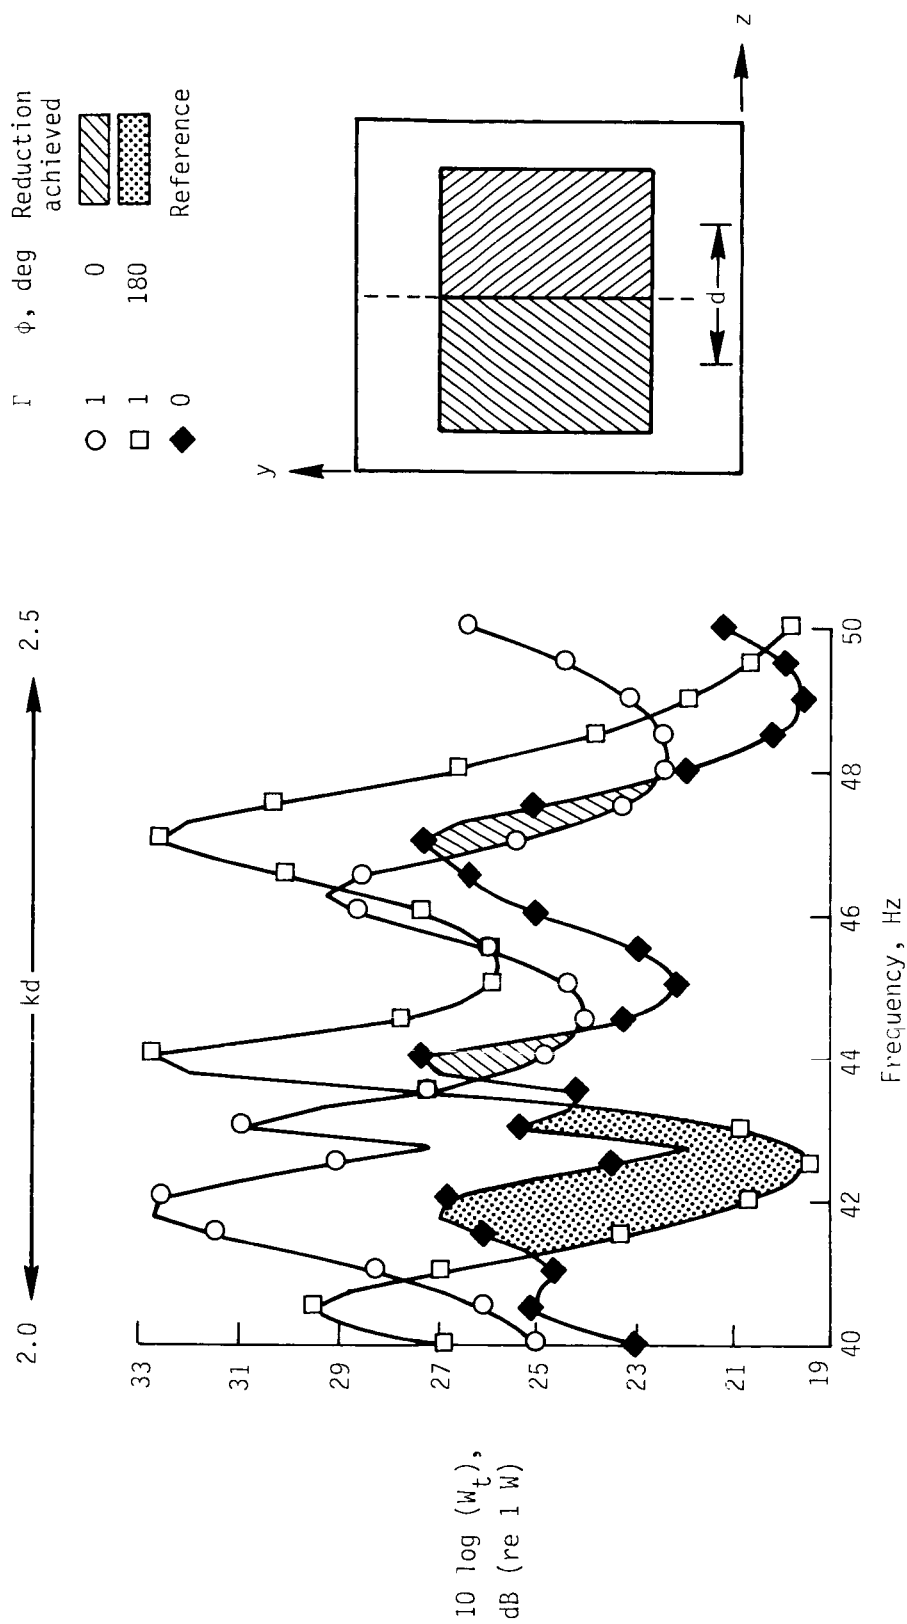 Γ ϕ, deg Reduction
achieved
1 0
1 180
0 Reference
y
z
d
2.0 kd 2.5
33
31
29
27
25
23
21
19
10 log (Wt),
dB (re 1 W)
40 42 44 46 48 50
Frequency, Hz